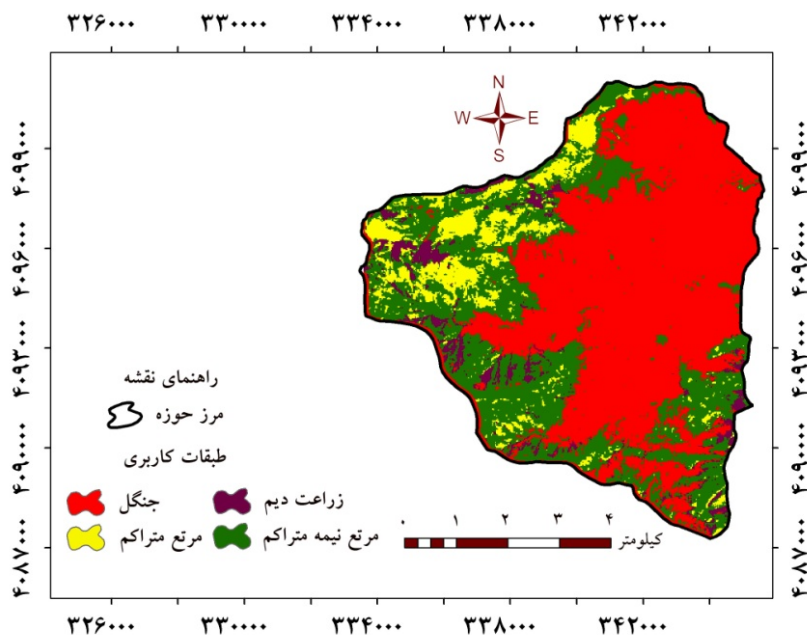 ۳۲۶۰۰۰ ۳۳۰۰۰۰ ۳۳۴۰۰۰ ۳۳۸۰۰۰ ۳۴۲۰۰۰
N
W E
S
۴۰۹۹۰۰۰ ۴۰۹۹۰۰۰
۴۰۹۶۰۰۰ ۴۰۹۶۰۰۰
۴۰۹۳۰۰۰ ۴۰۹۳۰۰۰
۴۰۹۰۰۰۰ ۴۰۹۰۰۰۰
۴۰۸۷۰۰۰ ۴۰۸۷۰۰۰
راهنمای نقشه
مرز حوزه
طبقات کاربری
جنگل زراعت دیم
مرتع متراکم مرتع نیمه متراکم
۰ ۱ ۲ ۳ ۴
کیلومتر
۳۲۶۰۰۰ ۳۳۰۰۰۰ ۳۳۴۰۰۰ ۳۳۸۰۰۰ ۳۴۲۰۰۰